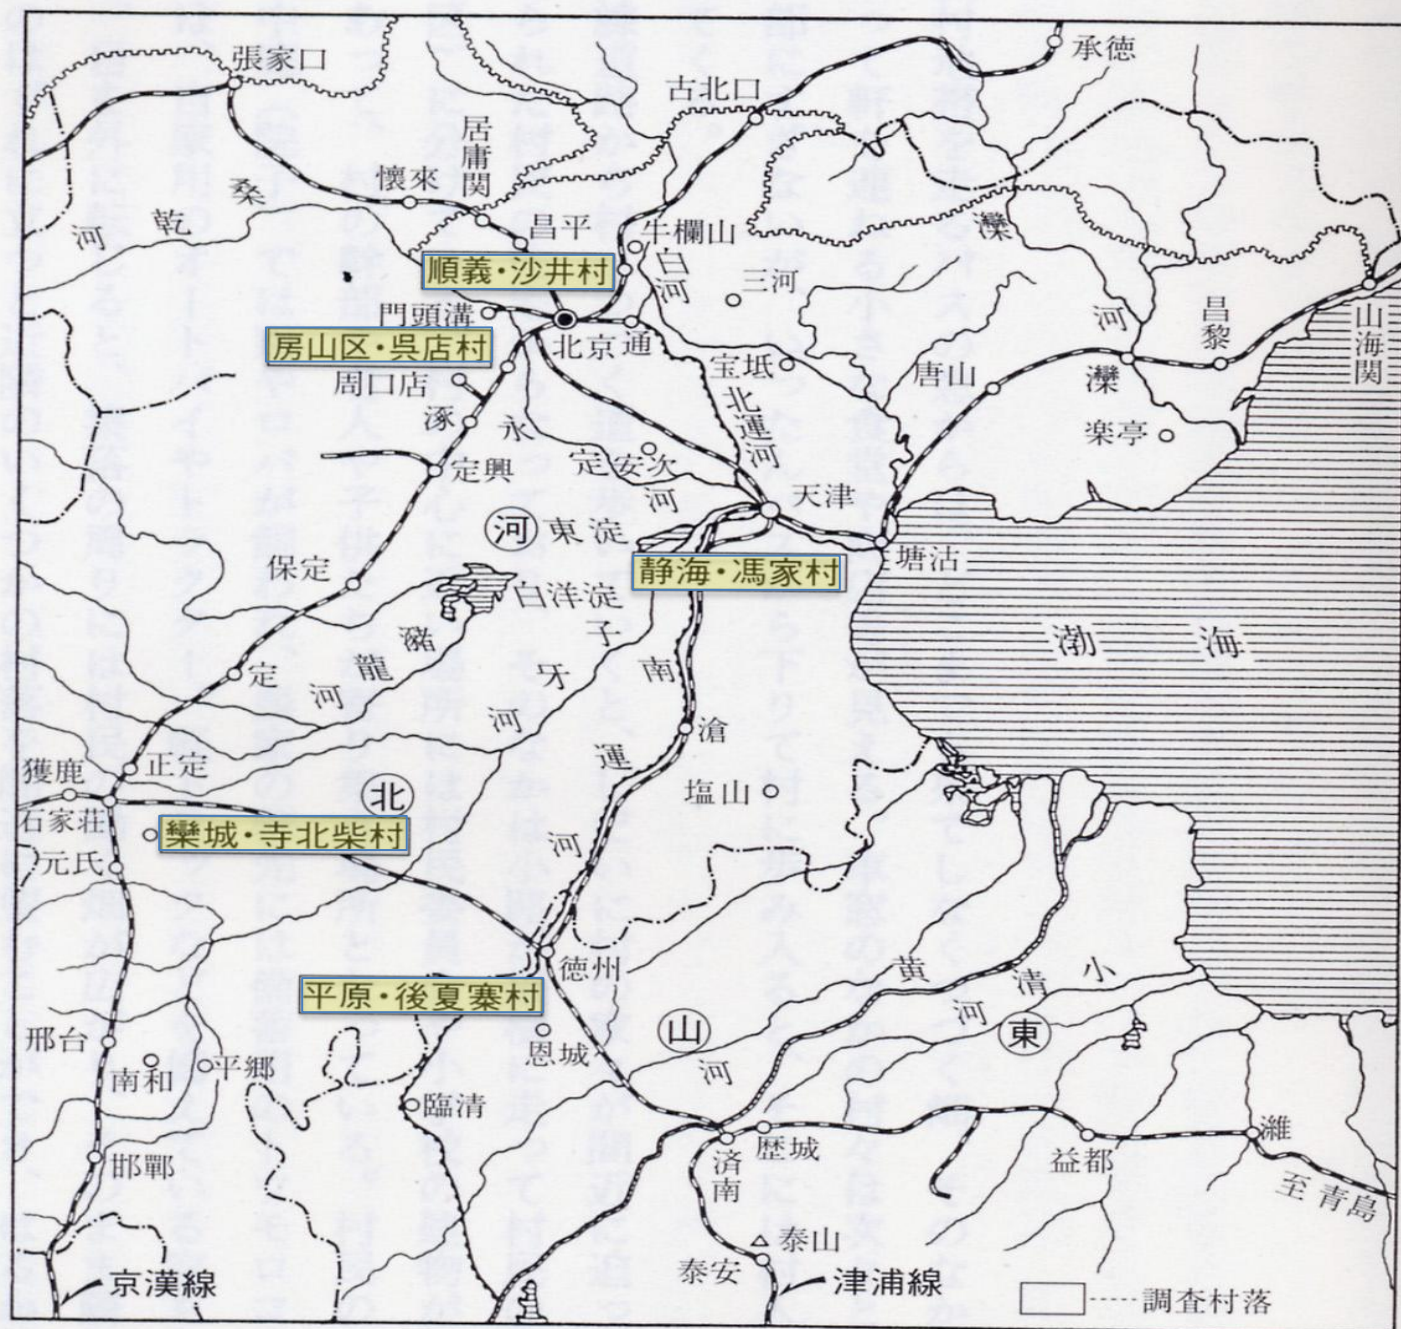 承徳
張家口
古北口
居庸関
懐來
桑乾河
昌平
牛欄山
白河
灤河
順義・沙井村
三河
門頭溝
北京
通
昌黎
山海関
房山区・呉店村
宝坻
唐山
灤
周口店
北運河
涿
永定河
楽亭
安次
定興
天津
河
東淀
塘沽
静海・馮家村
保定
白洋淀
子牙河
渤海
豬龍河
南運河
定
滄
獲鹿
正定
北
塩山
石家荘
欒城・寺北柴村
元氏
徳州
黄河
小清河
平原・後夏寨村
山
東
邢台
恩城
南和
平郷
臨清
歴城
濰
邯鄲
済南
益都
至青島
泰山
泰安
京漢線
津浦線
調査村落